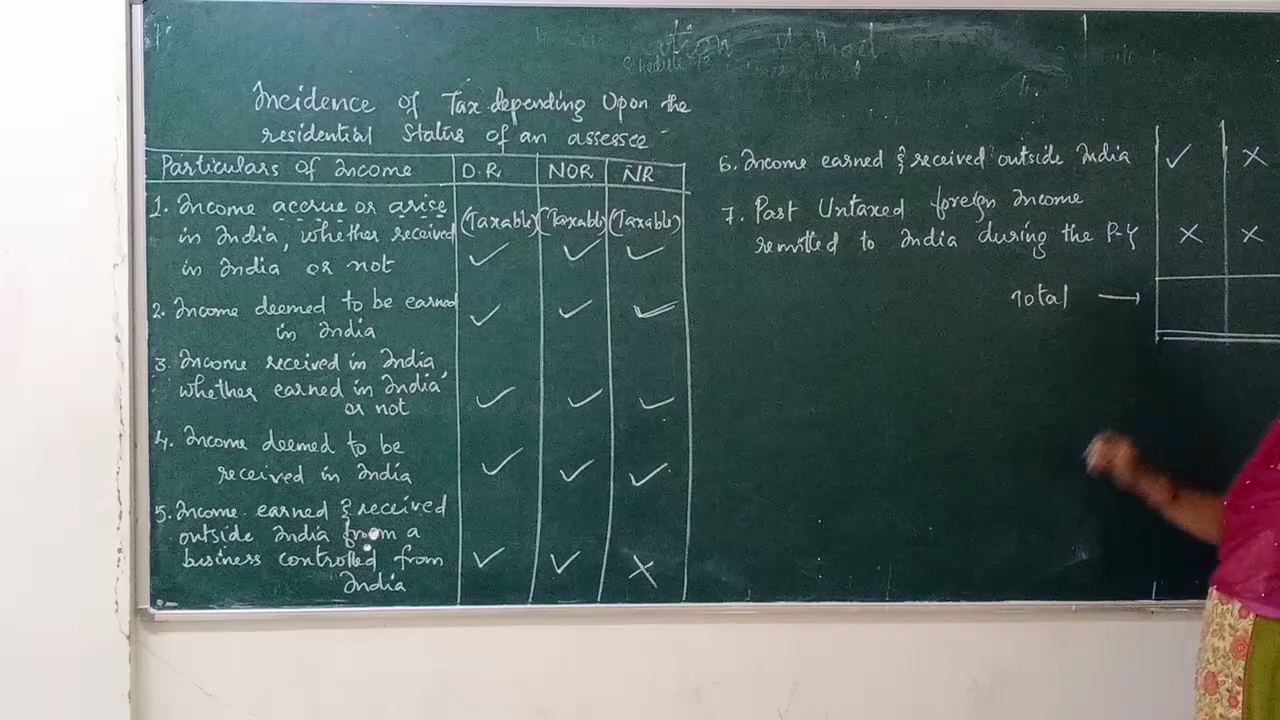 Incidence of Tax depending Upon the
residential Status of an assessee
Particulars of Income D.R NOR NR
1. Income accrue or arise
in India, whether received (Taxable) (Taxable) (Taxable)
in India or not ✓ ✓ ✓
2. Income deemed to be earned
in India ✓ ✓ ✓
3. Income received in India,
whether earned in India
or not ✓ ✓ ✓
4. Income deemed to be
received in India ✓ ✓ ✓
5. Income earned & received
outside India from a
business controlled from ✓ ✓ ✗
India
6. Income earned & received outside India ✓ ✗
7. Past Untaxed foreign Income
remitted to India during the P.Y ✗ ✗
Total →